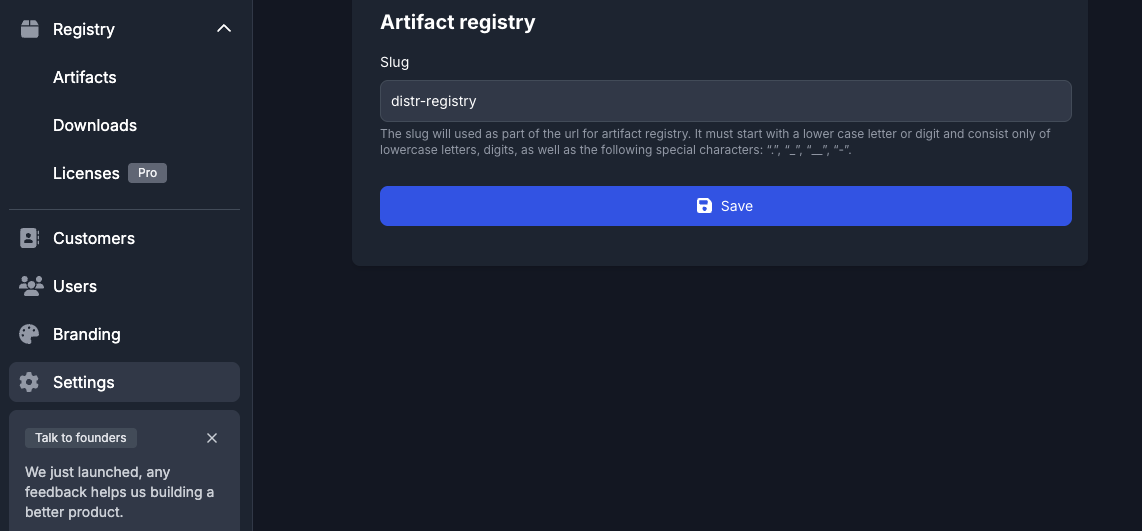 Registry
Artifacts
Downloads
Licenses Pro
Customers
Users
Branding
Settings
Talk to founders
We just launched, any
feedback helps us building a
better product.
Artifact registry
Slug
distr-registry
The slug will used as part of the url for artifact registry. It must start with a lower case letter or digit and consist only of
lowercase letters, digits, as well as the following special characters: ".", "_", "__", "-".
Save